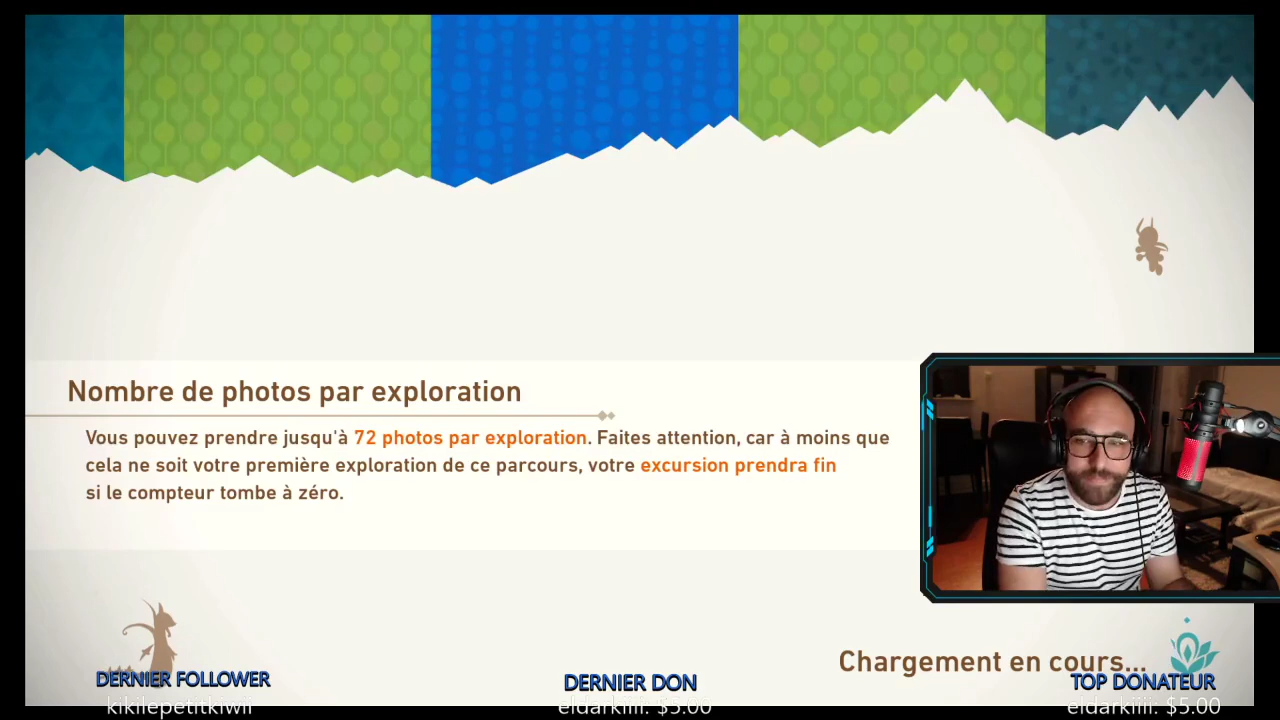 Nombre de photos par exploration
Vous pouvez prendre jusqu'à 72 photos par exploration. Faites attention, car à moins que
cela ne soit votre première exploration de ce parcours, votre excursion prendra fin
si le compteur tombe à zéro.
Chargement en cours...
DERNIER FOLLOWER
kikilepetitkiwii
DERNIER DON
eldarkiiii: $5.00
TOP DONATEUR
eldarkiiii: $5.00